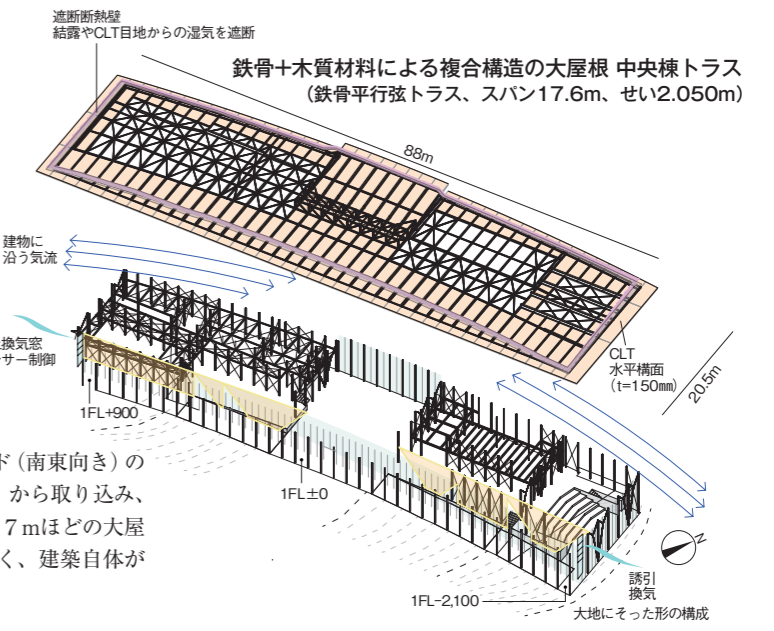 遮断断熱壁
結露やCLT目地からの湿気を遮断
鉄骨+木質材料による複合構造の大屋根 中央棟トラス
（鉄骨平行弦トラス、スパン17.6m、せい2.050m）
88m
建物に
沿う気流
換気窓
サー制御
CLT
水平構面
（t=150㎜）
20.5m
1FL+900
1FL±0
ド（南東向き）の
から取り込み、
７mほどの大屋
く、建築自体が
N
誘引
換気
1FL−2,100
大地にそった形の構成